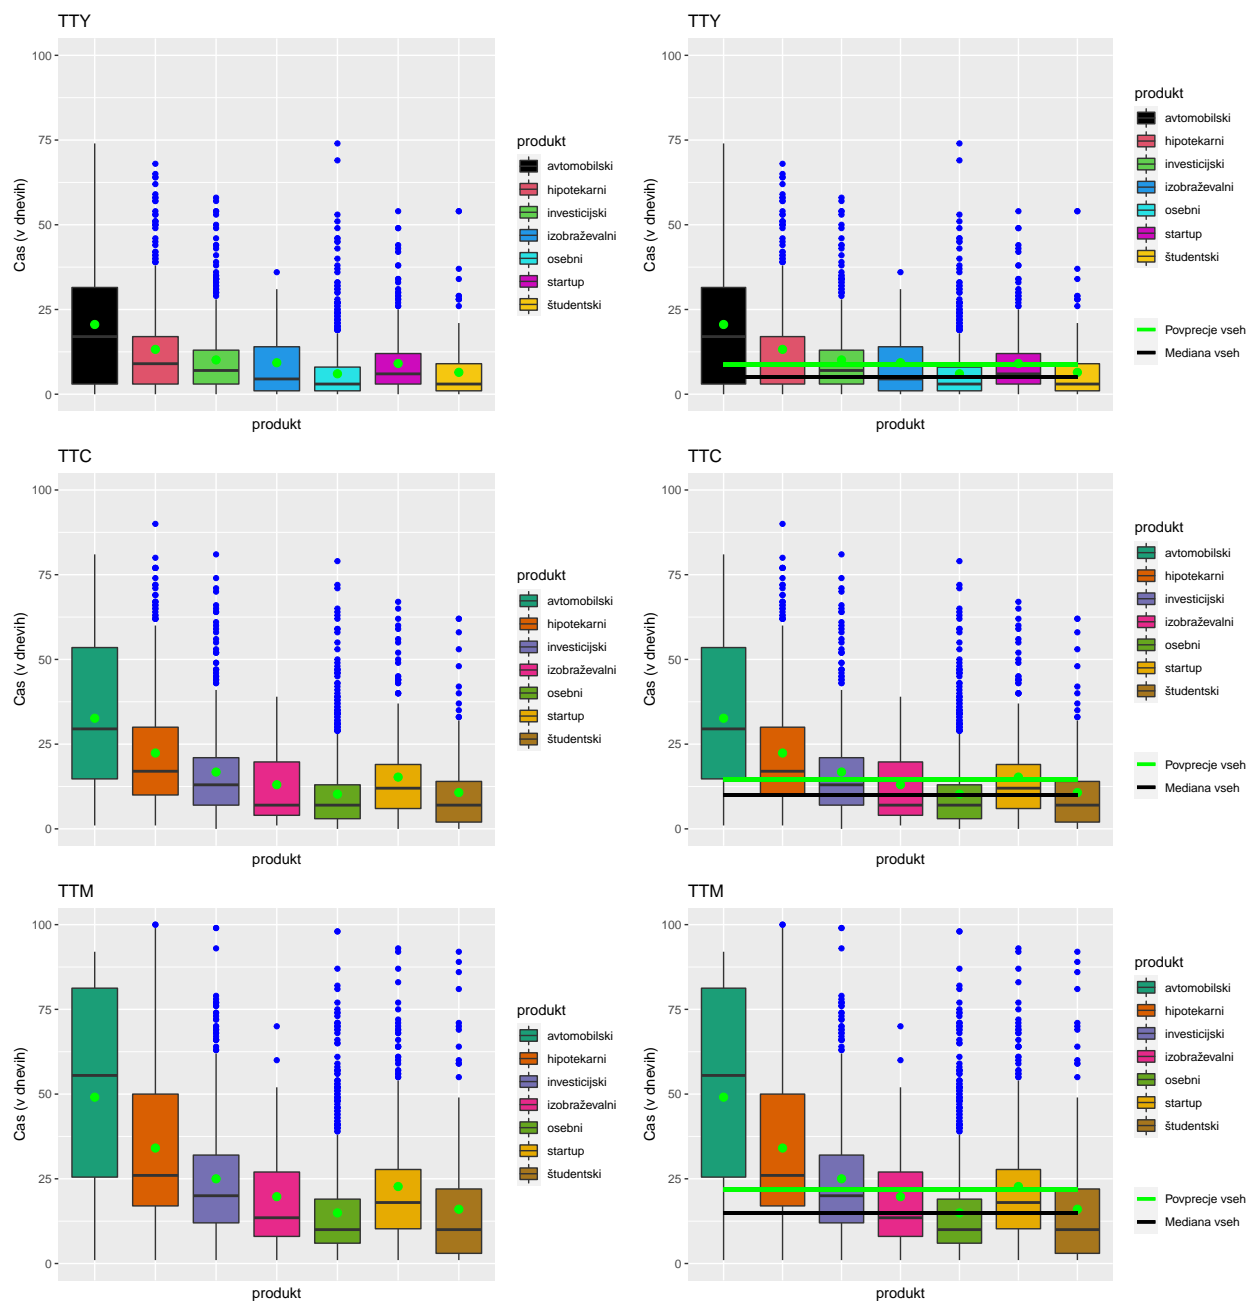 TTY
Cas (v dnevih)
100
75
50
25
0
produkt
produkt
avtomobilski
hipotekarni
investicijski
izobraževalni
osebni
startup
študentski
TTY
Cas (v dnevih)
100
75
50
25
0
produkt
produkt
avtomobilski
hipotekarni
investicijski
izobraževalni
osebni
startup
študentski
Povprecje vseh
Mediana vseh
TTC
Cas (v dnevih)
100
75
50
25
0
produkt
produkt
avtomobilski
hipotekarni
investicijski
izobraževalni
osebni
startup
študentski
TTC
Cas (v dnevih)
100
75
50
25
0
produkt
produkt
avtomobilski
hipotekarni
investicijski
izobraževalni
osebni
startup
študentski
Povprecje vseh
Mediana vseh
TTM
Cas (v dnevih)
100
75
50
25
0
produkt
produkt
avtomobilski
hipotekarni
investicijski
izobraževalni
osebni
startup
študentski
TTM
Cas (v dnevih)
100
75
50
25
0
produkt
produkt
avtomobilski
hipotekarni
investicijski
izobraževalni
osebni
startup
študentski
Povprecje vseh
Mediana vseh